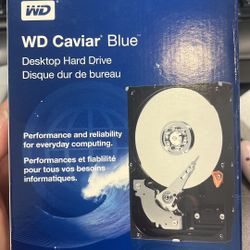 WD
WD Caviar® Blue™
Desktop Hard Drive
Disque dur de bureau
Performance and reliability
for everyday computing.
Performances et fiabilité
pour tous vos besoins
informatiques.